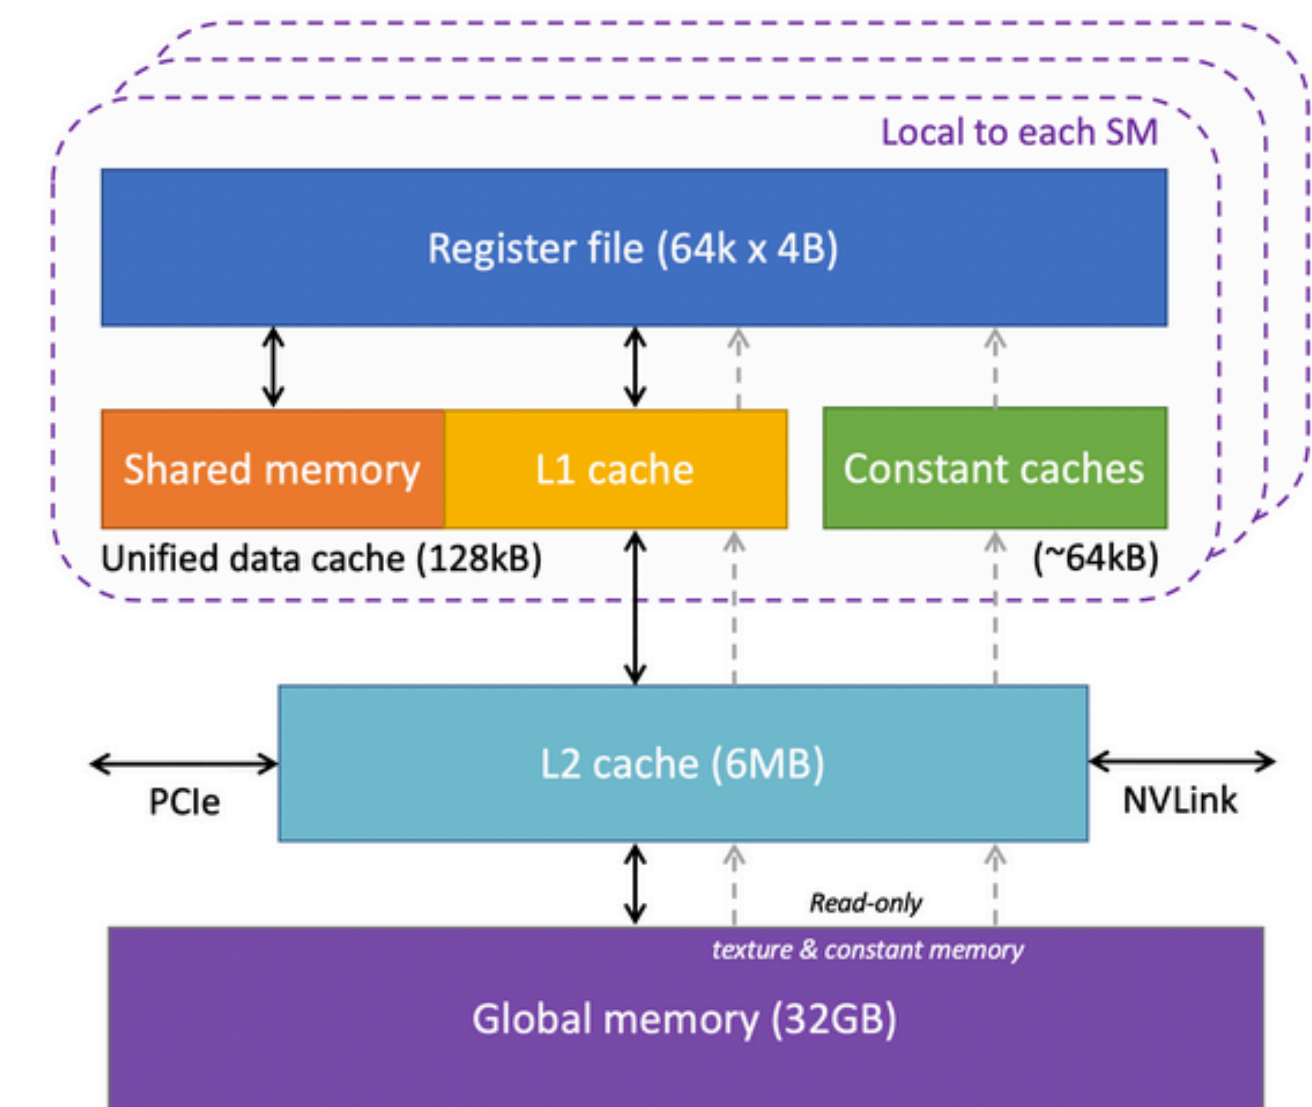 Local to each SM
Register file (64k x 4B)
Shared memory
L1 cache
Constant caches
Unified data cache (128kB)
(~64kB)
L2 cache (6MB)
PCIe
NVLink
Read-only
texture & constant memory
Global memory (32GB)